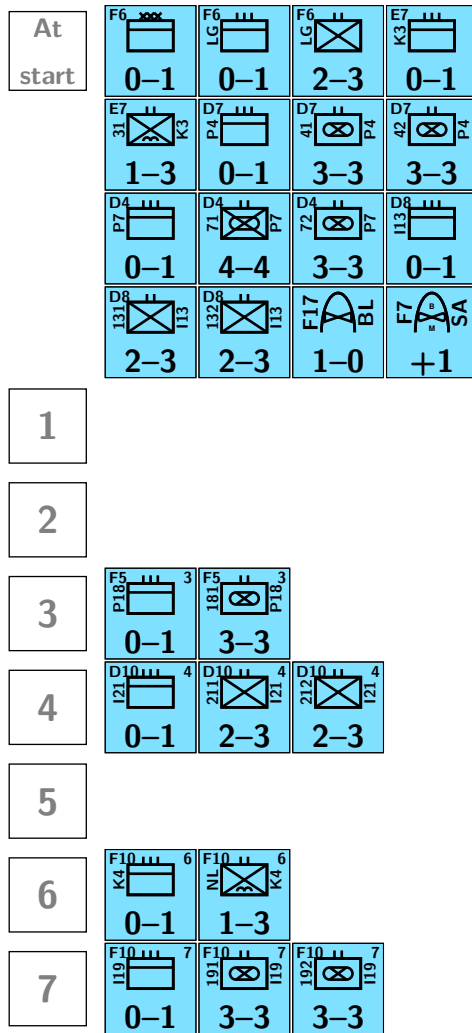 At start
F6 F6 F6 E7
LG LG K3
0–1 0–1 2–3 0–1
E7 D7 D7 D7
31 K3 P4 41 P4 42 P4
1–3 0–1 3–3 3–3
D4 D4 D4 D8
P7 71 P7 72 P7 I13
0–1 4–4 3–3 0–1
D8 D8
131 I13 132 I13 F17 BL F7 B M SA
2–3 2–3 1–0 +1
1
2
3
F5 3 F5 3
P18 181 P18
0–1 3–3
4
D10 4 D10 4 D10 4
I21 211 I21 212 I21
0–1 2–3 2–3
5
6
F10 6 F10 6
K4 NL K4
0–1 1–3
7
F10 7 F10 7 F10 7
I19 191 I19 192 I19
0–1 3–3 3–3